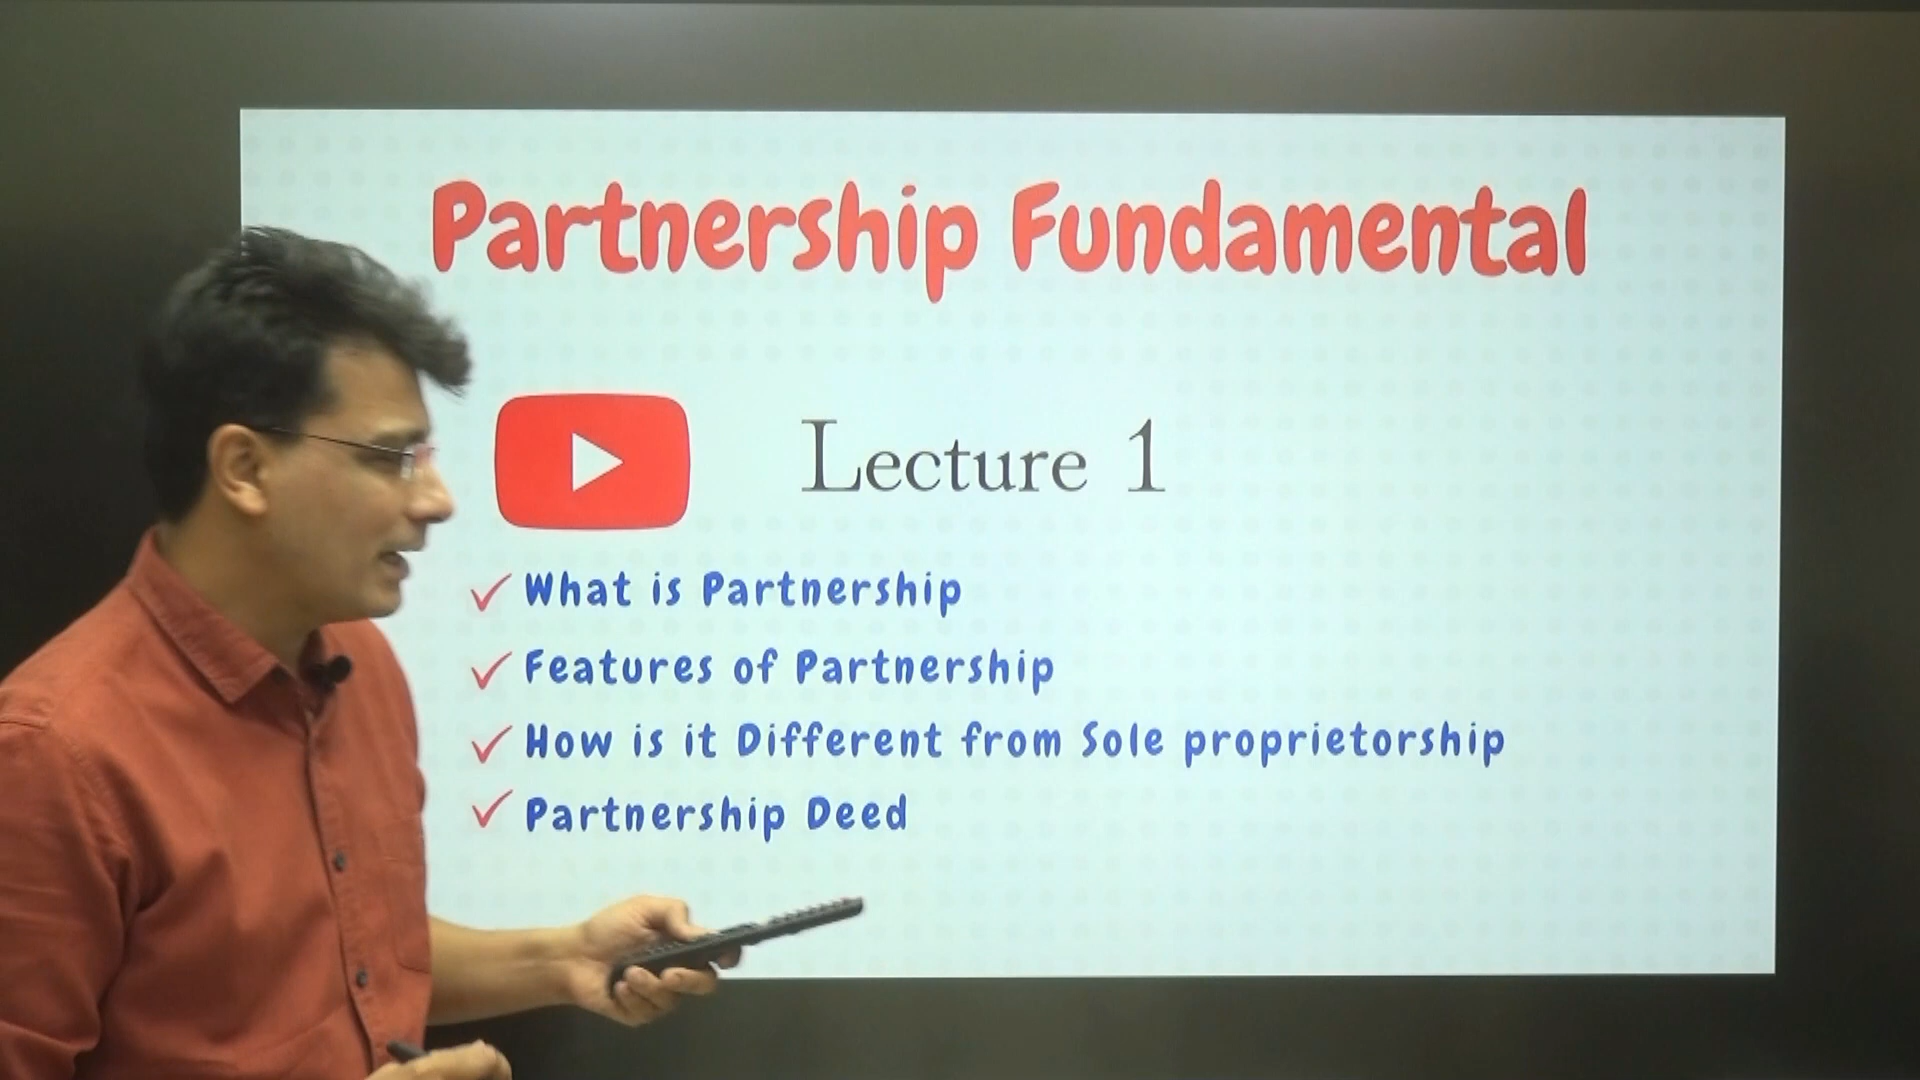 Partnership Fundamental
Lecture 1
What is Partnership
Features of Partnership
How is it Different from Sole proprietorship
Partnership Deed